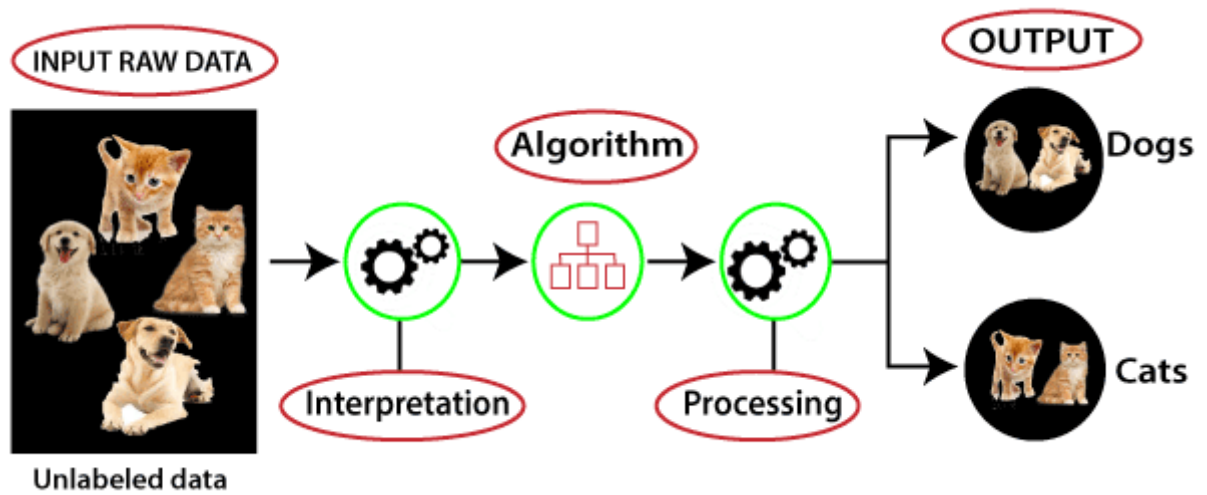 INPUT RAW DATA
Unlabeled data
Interpretation
Algorithm
Processing
OUTPUT
Dogs
Cats